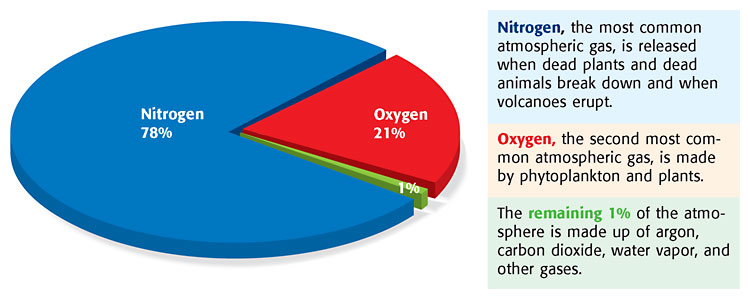 Nitrogen
78%
Oxygen
21%
1%
Nitrogen, the most common
atmospheric gas, is released
when dead plants and dead
animals break down and when
volcanoes erupt.
Oxygen, the second most com-
mon atmospheric gas, is made
by phytoplankton and plants.
The remaining 1% of the atmo-
sphere is made up of argon,
carbon dioxide, water vapor, and
other gases.